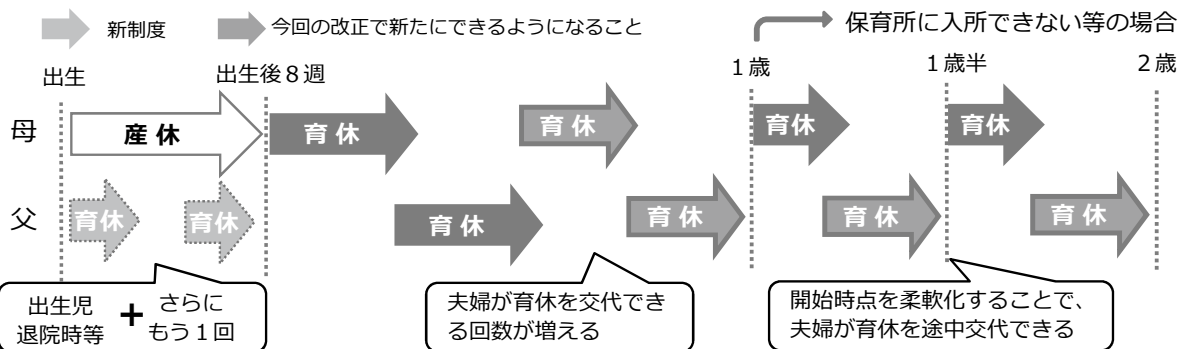 新制度
今回の改正で新たにできるようになること
保育所に入所できない等の場合
出生
出生後８週
１歳
１歳半
２歳
母
産 休
育 休
育 休
育休
育休
父
育休
育休
育 休
育 休
育 休
育 休
出生児
退院時等
＋
さらに
もう１回
夫婦が育休を交代でき
る回数が増える
開始時点を柔軟化することで、
夫婦が育休を途中交代できる